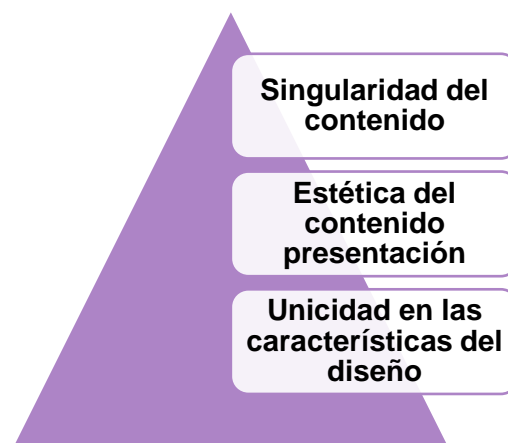 Singularidad del
contenido
Estética del
contenido
presentación
Unicidad en las
características del
diseño